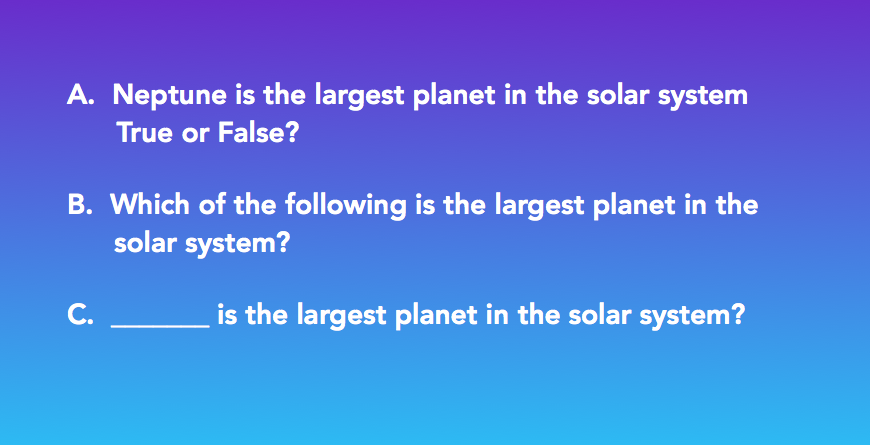 A. Neptune is the largest planet in the solar system
True or False?
B. Which of the following is the largest planet in the
solar system?
C. _______ is the largest planet in the solar system?